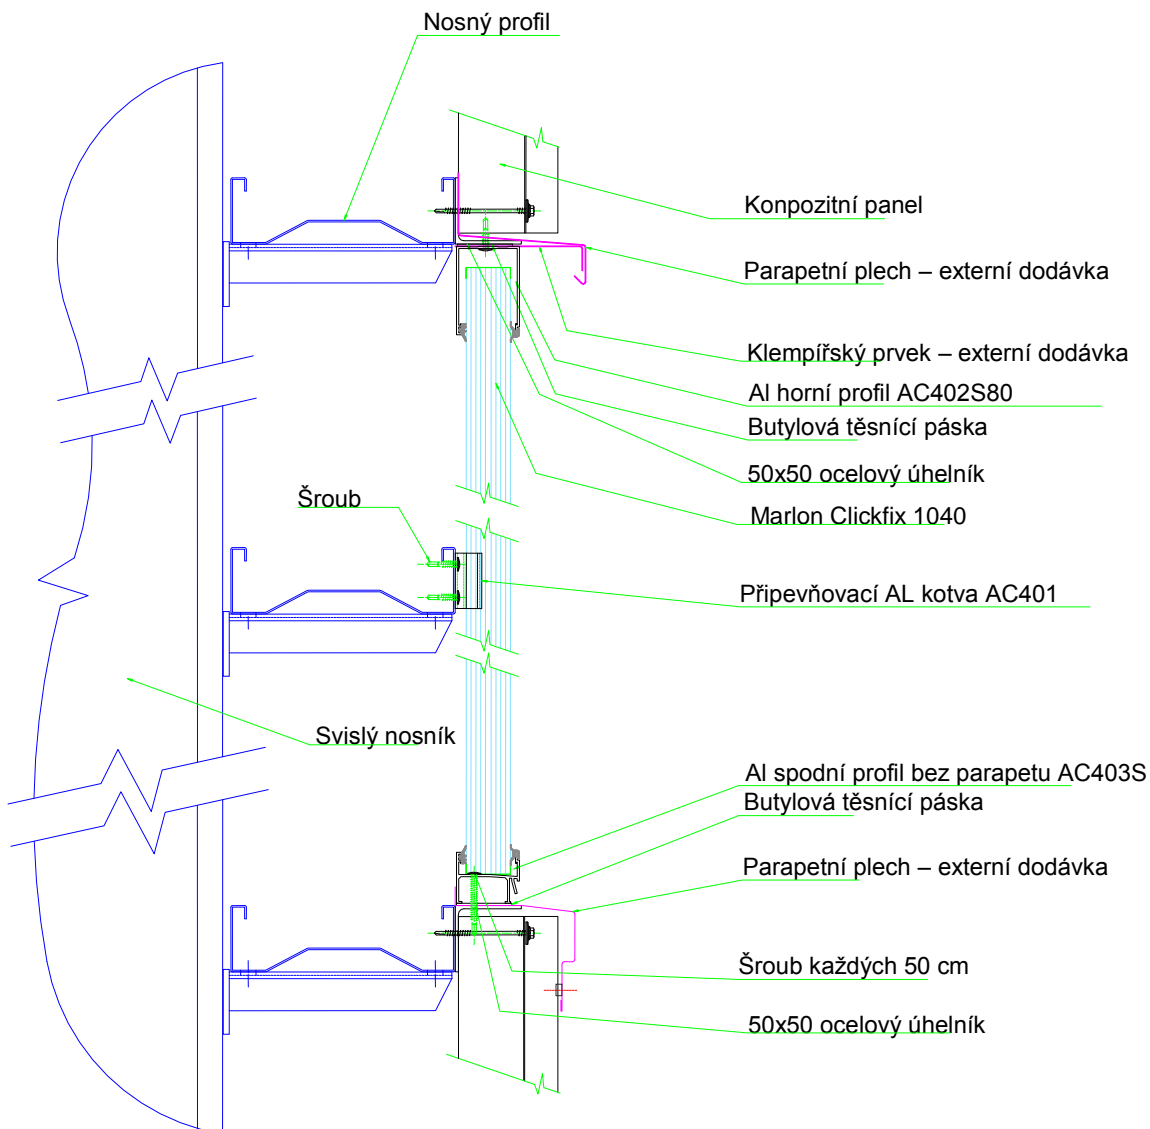 Nosný profil
Konpozitní panel
Parapetní plech – externí dodávka
Klempířský prvek – externí dodávka
Al horní profil AC402S80
Butylová těsnící páska
50x50 ocelový úhelník
Marlon Clickfix 1040
Šroub
Připevňovací AL kotva AC401
Svislý nosník
Al spodní profil bez parapetu AC403S
Butylová těsnící páska
Parapetní plech – externí dodávka
Šroub každých 50 cm
50x50 ocelový úhelník